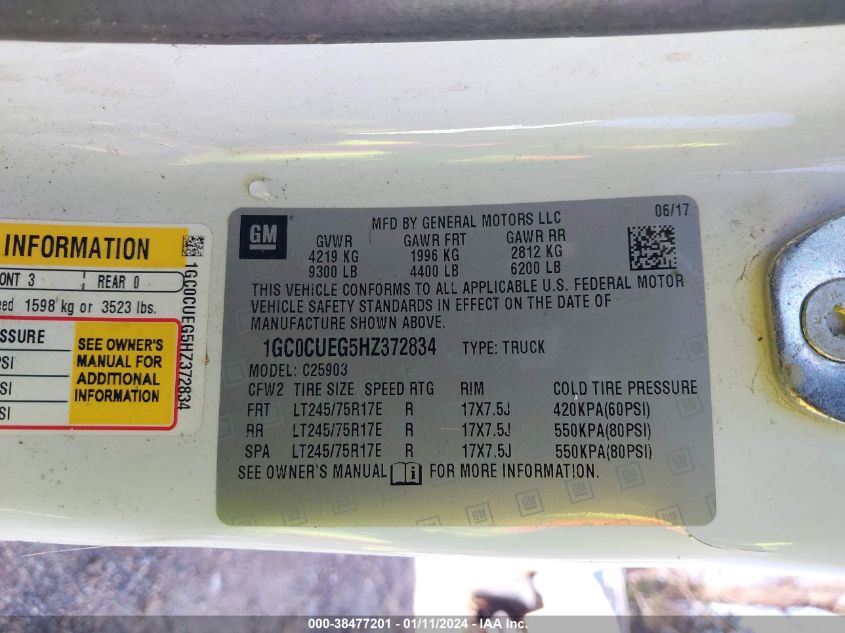 INFORMATION
ONT 3 REAR 0
eed 1598 kg or 3523 lbs.
ESSURE
PSI
SI
SI
SEE OWNER'S
MANUAL FOR
ADDITIONAL
INFORMATION
1GC0CUEG5HZ372834
GM
MFD BY GENERAL MOTORS LLC
06/17
GVWR GAWR FRT GAWR RR
4219 KG 1996 KG 2812 KG
9300 LB 4400 LB 6200 LB
THIS VEHICLE CONFORMS TO ALL APPLICABLE U.S. FEDERAL MOTOR
VEHICLE SAFETY STANDARDS IN EFFECT ON THE DATE OF
MANUFACTURE SHOWN ABOVE.
1GC0CUEG5HZ372834 TYPE: TRUCK
MODEL: C25903
CFW2 TIRE SIZE SPEED RTG RIM COLD TIRE PRESSURE
FRT LT245/75R17E R 17X7.5J 420KPA(60PSI)
RR LT245/75R17E R 17X7.5J 550KPA(80PSI)
SPA LT245/75R17E R 17X7.5J 550KPA(80PSI)
SEE OWNER'S MANUAL FOR MORE INFORMATION.
000-38477201 - 01/11/2024 - IAAI Inc.